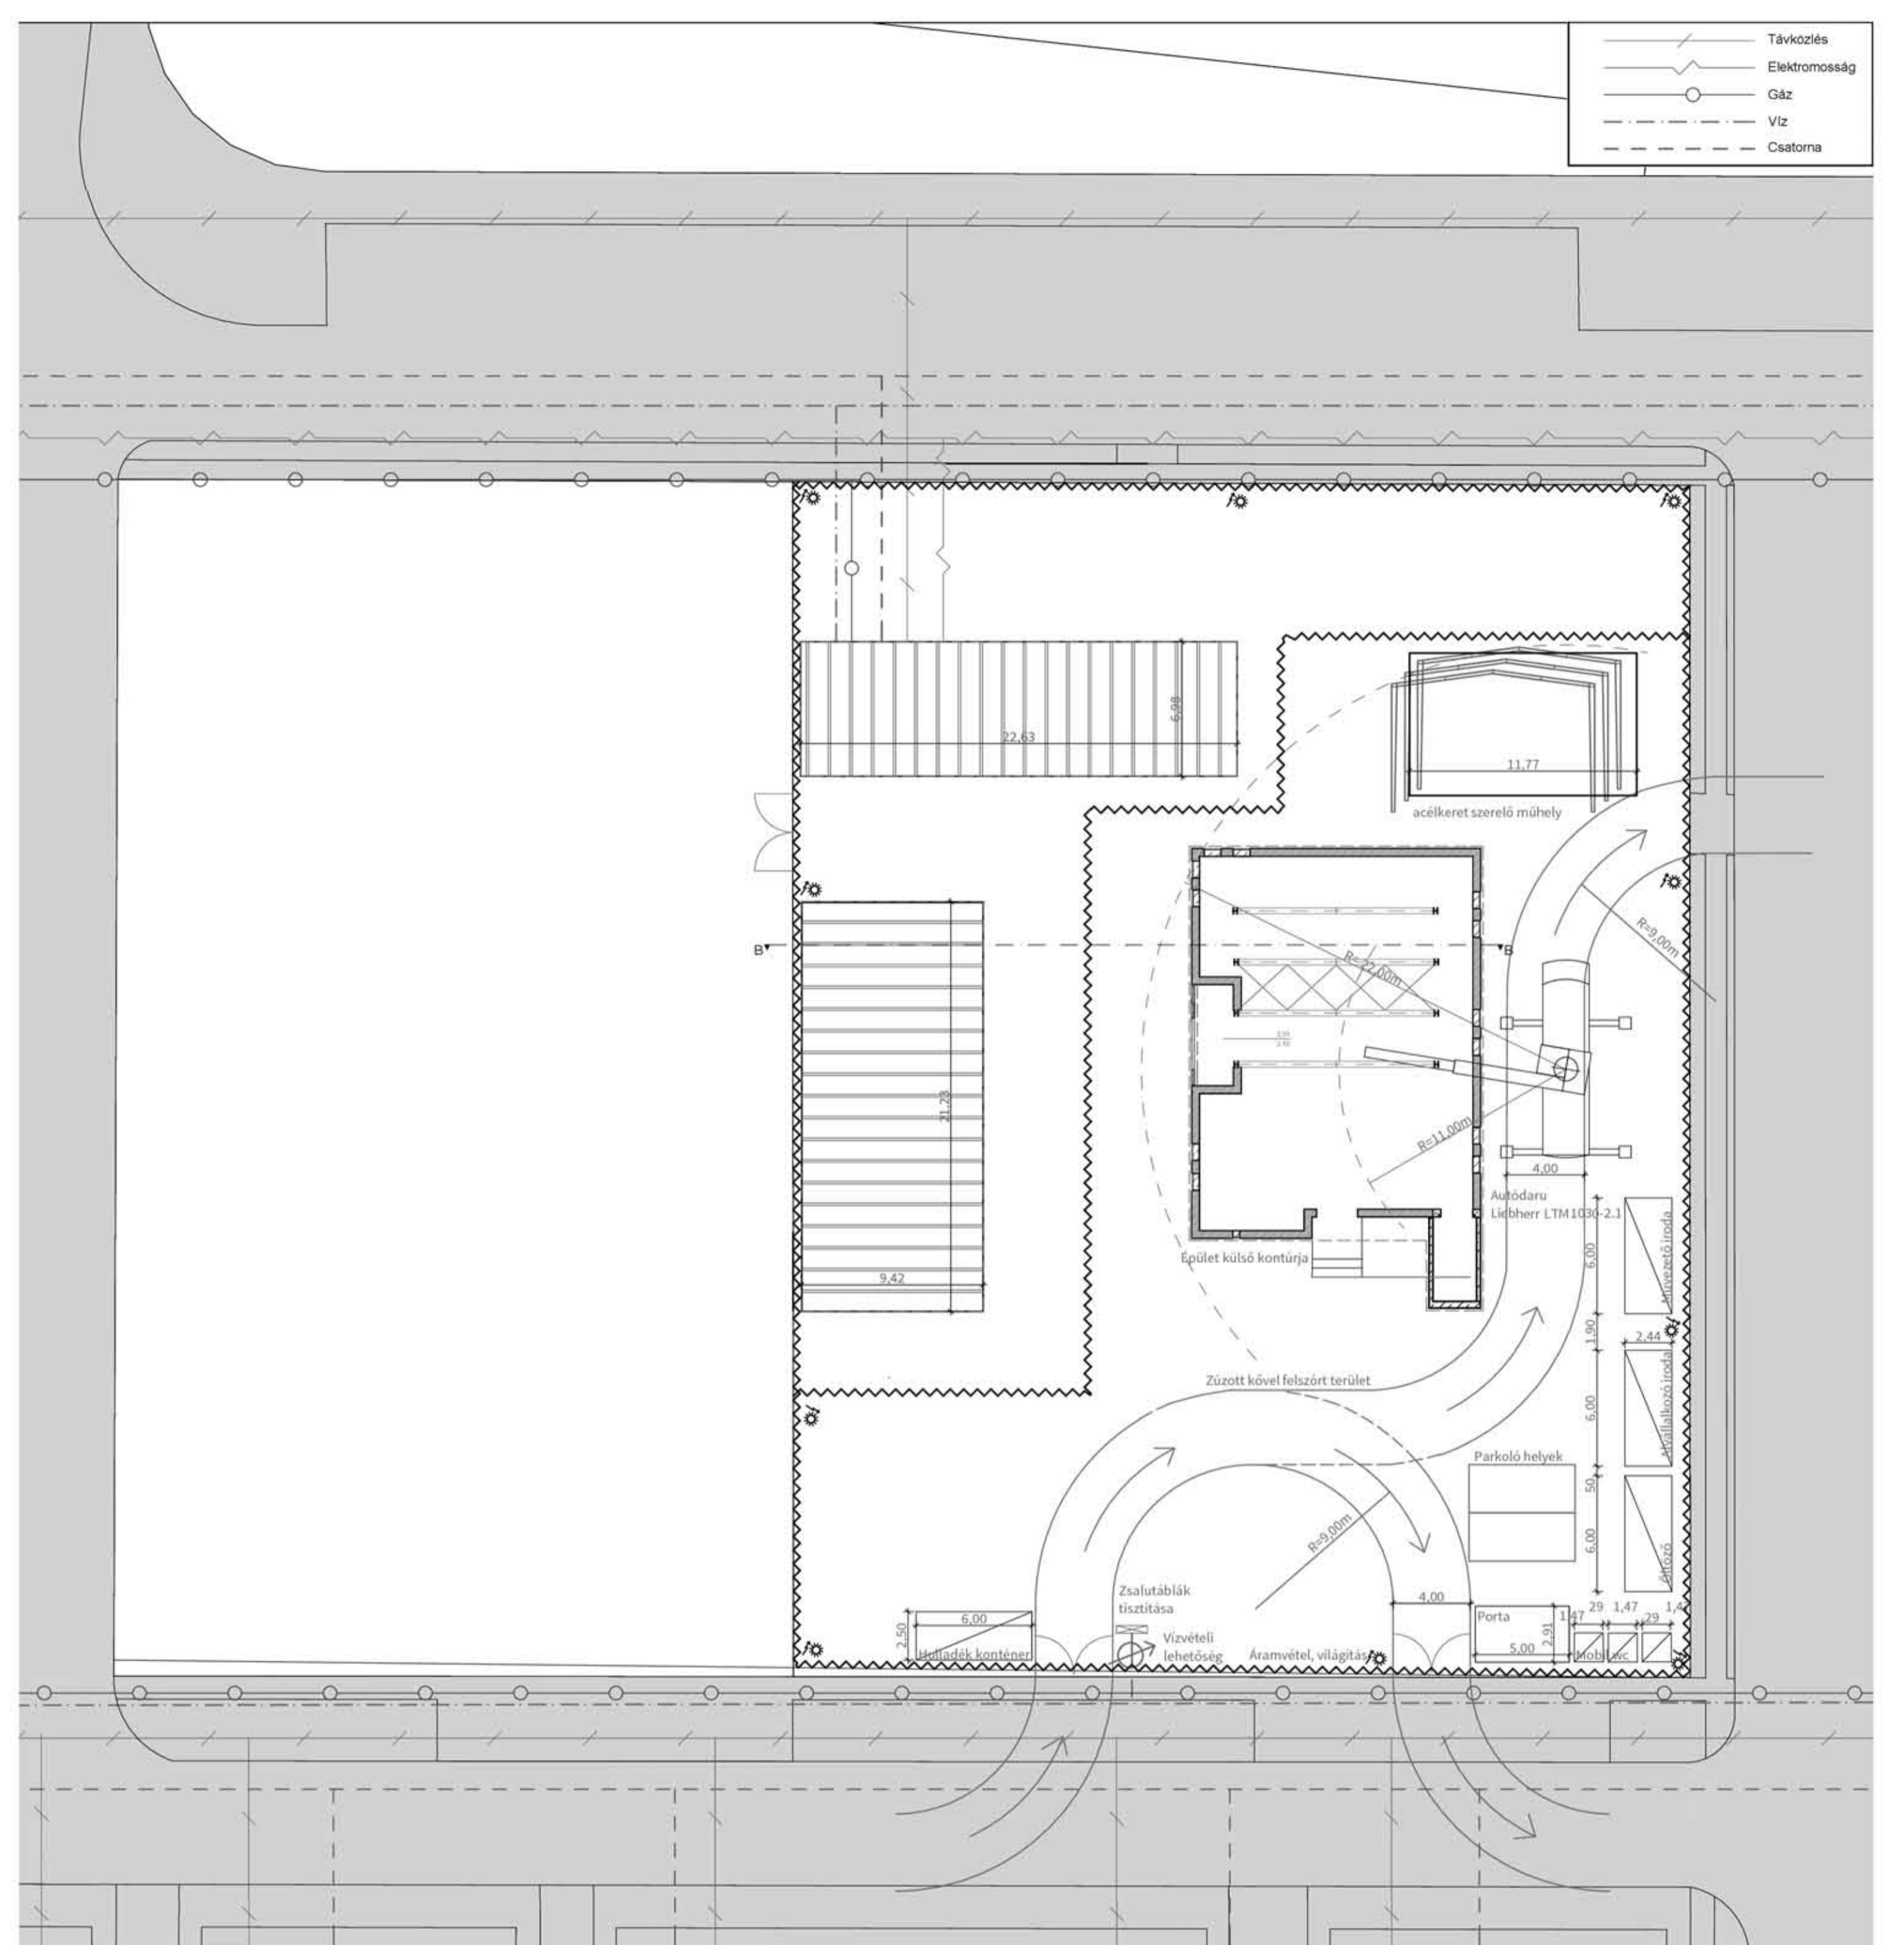 Távközlés
Elektromosság
Gáz
Víz
Csatorna
6,98
22,63
11,77
acélkeret szerelő műhely
R=9,00m
B
B
R=22,00m
21,23
R=11,00m
4,00
Autódaru
Liebherr LTM1030-2.1
Művezető iroda
6,00
Épület külső kontúrja
9,42
1,90
2,44
Zúzott kővel felszórt terület
Alvállalkozó iroda
6,00
Parkoló helyek
50
R=9,00m
6,00
Öltöző
Zsalutáblák
tisztítása
4,00
29
1,47
1,47
29
6,00
2,50
Porta
2,91
5,00
Hulladék konténer
Vízvételi
lehetőség
Áramvétel, világítás
Mobil wc